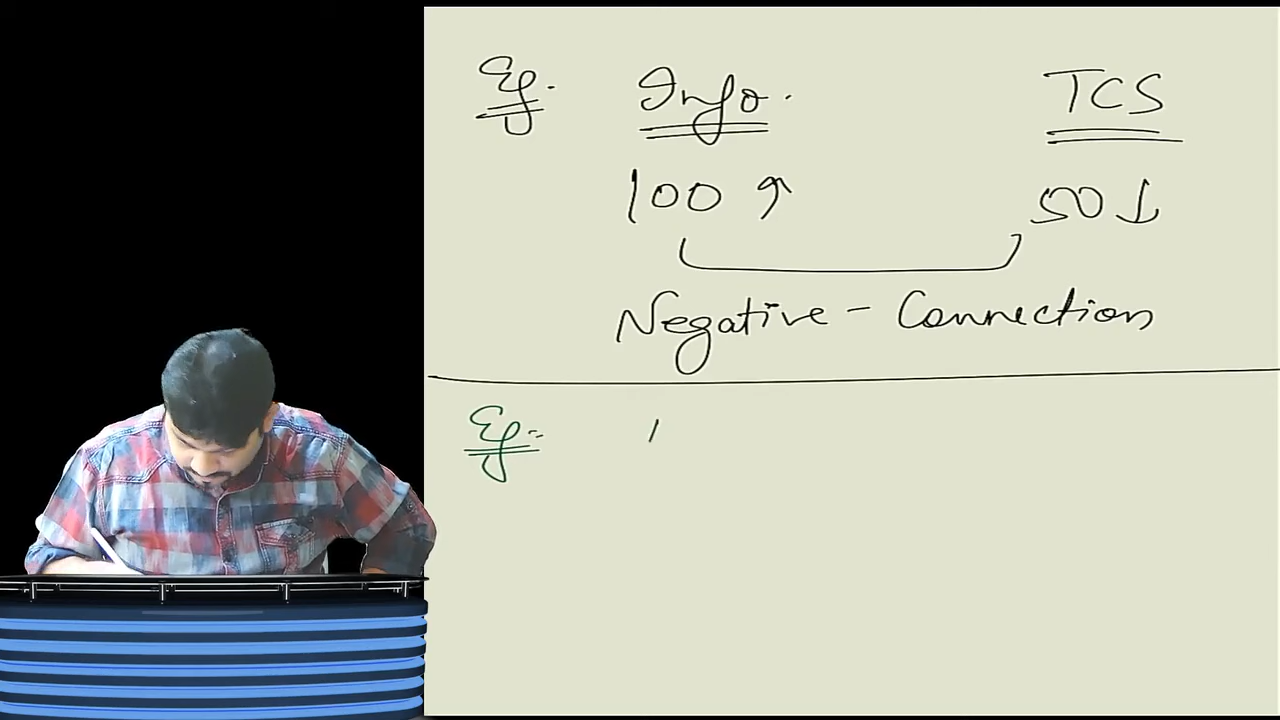 Eg. Info. TCS
100 ↑ 50 ↓
Negative - Connection
Eg:-